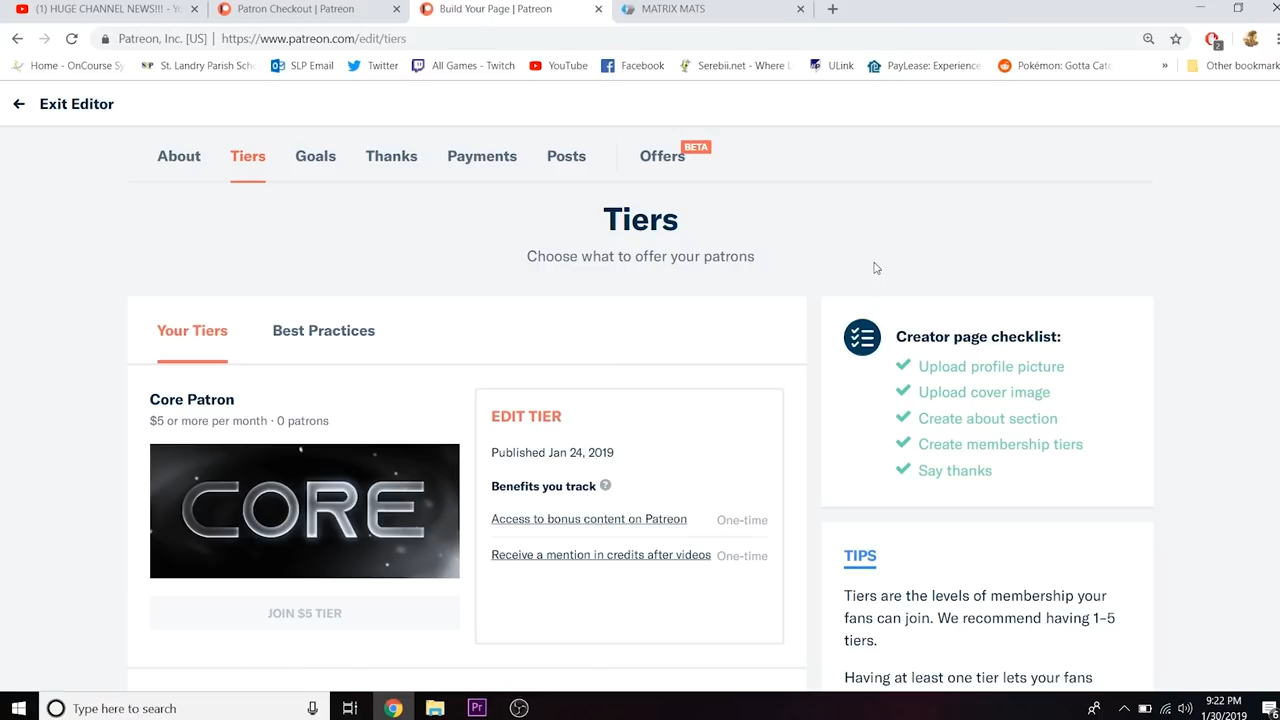 (1) HUGE CHANNEL NEWS!!! - Yo
Patron Checkout | Patreon
Build Your Page | Patreon
MATRIX MATS
Patreon, Inc. [US] | https://www.patreon.com/edit/tiers
2
Home - OnCourse Sy
St. Landry Parish Scho
SLP Email
Twitter
All Games - Twitch
YouTube
Facebook
Serebii.net - Where L
ULink
PayLease: Experience
Pokémon: Gotta Catc
»
Other bookmark
Exit Editor
About
Tiers
Goals
Thanks
Payments
Posts
Offers
BETA
Tiers
Choose what to offer your patrons
Your Tiers
Best Practices
Core Patron
$5 or more per month · 0 patrons
CORE
JOIN $5 TIER
EDIT TIER
Published Jan 24, 2019
Benefits you track ?
Access to bonus content on Patreon One-time
Receive a mention in credits after videos One-time
Creator page checklist:
Upload profile picture
Upload cover image
Create about section
Create membership tiers
Say thanks
TIPS
Tiers are the levels of membership your
fans can join. We recommend having 1–5
tiers.
Having at least one tier lets your fans
Type here to search
Pr
9:22 PM
1/30/2019